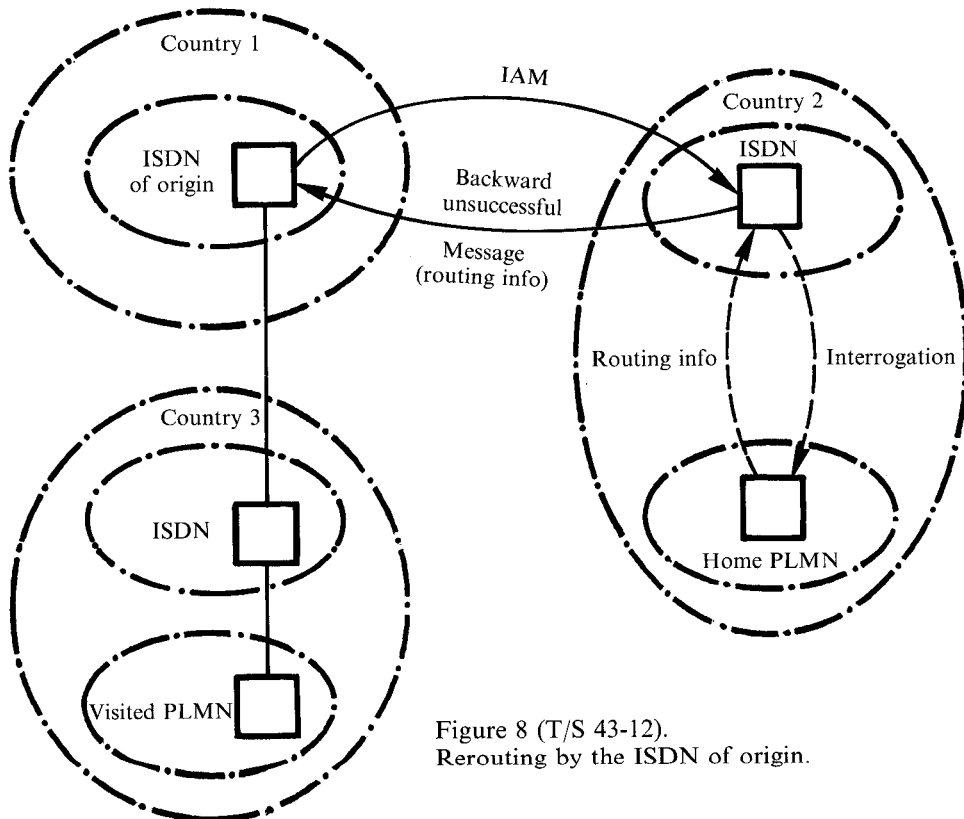 Country 1
IAM
Country 2
ISDN
of origin
ISDN
Backward
unsuccessful
Message
(routing info)
Routing info
Interrogation
Country 3
ISDN
Home PLMN
Visited PLMN
Figure 8 (T/S 43-12).
Rerouting by the ISDN of origin.